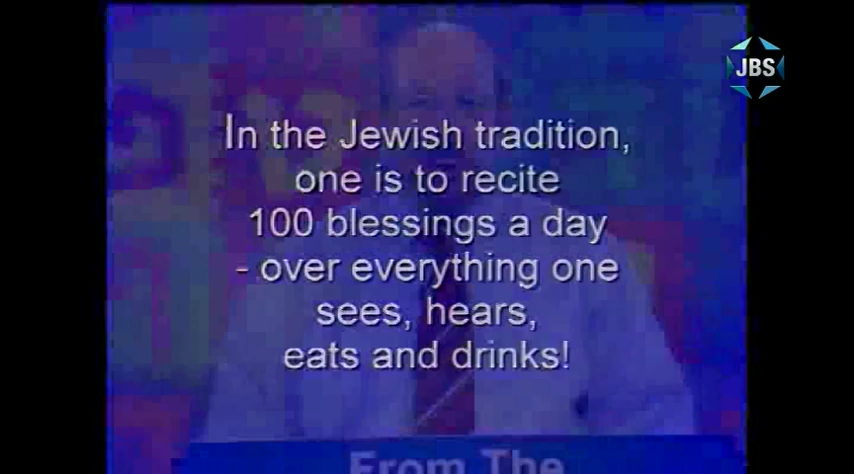 JBS
In the Jewish tradition,
one is to recite
100 blessings a day
- over everything one
sees, hears,
eats and drinks!
From The